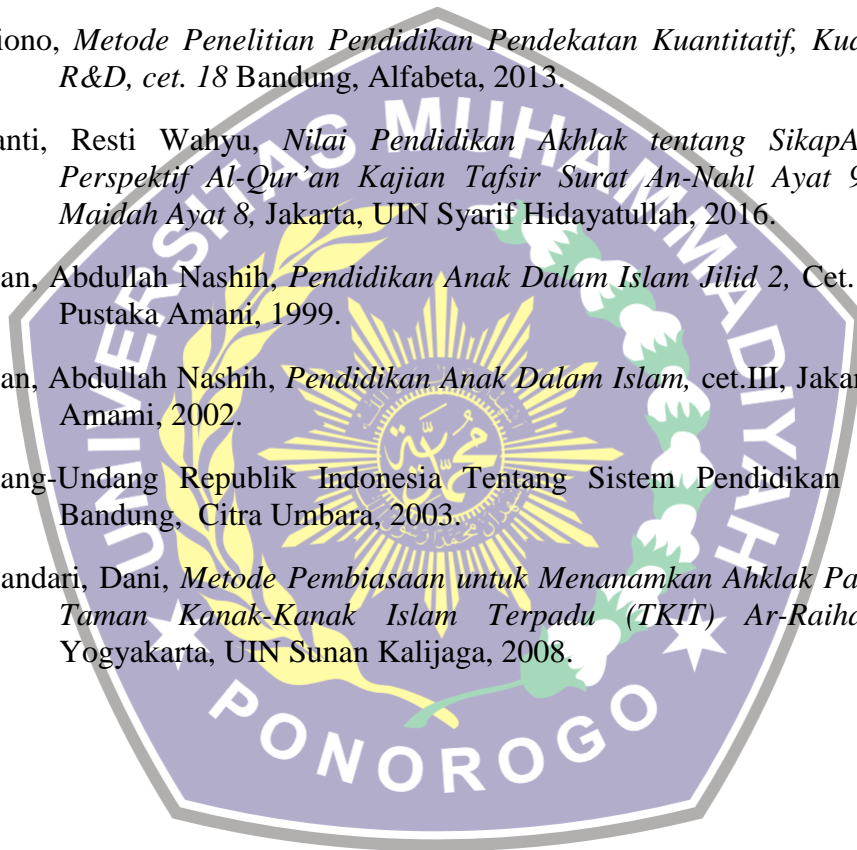 iono, Metode Penelitian Pendidikan Pendekatan Kuantitatif, Kua
R&D, cet. 18 Bandung, Alfabeta, 2013.
anti, Resti Wahyu, Nilai Pendidikan Akhlak tentang SikapA
Perspektif Al-Qur’an Kajian Tafsir Surat An-Nahl Ayat 9
Maidah Ayat 8, Jakarta, UIN Syarif Hidayatullah, 2016.
an, Abdullah Nashih, Pendidikan Anak Dalam Islam Jilid 2, Cet.
Pustaka Amani, 1999.
an, Abdullah Nashih, Pendidikan Anak Dalam Islam, cet.III, Jakar
Amami, 2002.
ang-Undang Republik Indonesia Tentang Sistem Pendidikan
Bandung, Citra Umbara, 2003.
andari, Dani, Metode Pembiasaan untuk Menanamkan Ahklak Pa
Taman Kanak-Kanak Islam Terpadu (TKIT) Ar-Raiha
Yogyakarta, UIN Sunan Kalijaga, 2008.
UNIVERSITAS MUHAMMADIYAH
PONOROGO
محمدية